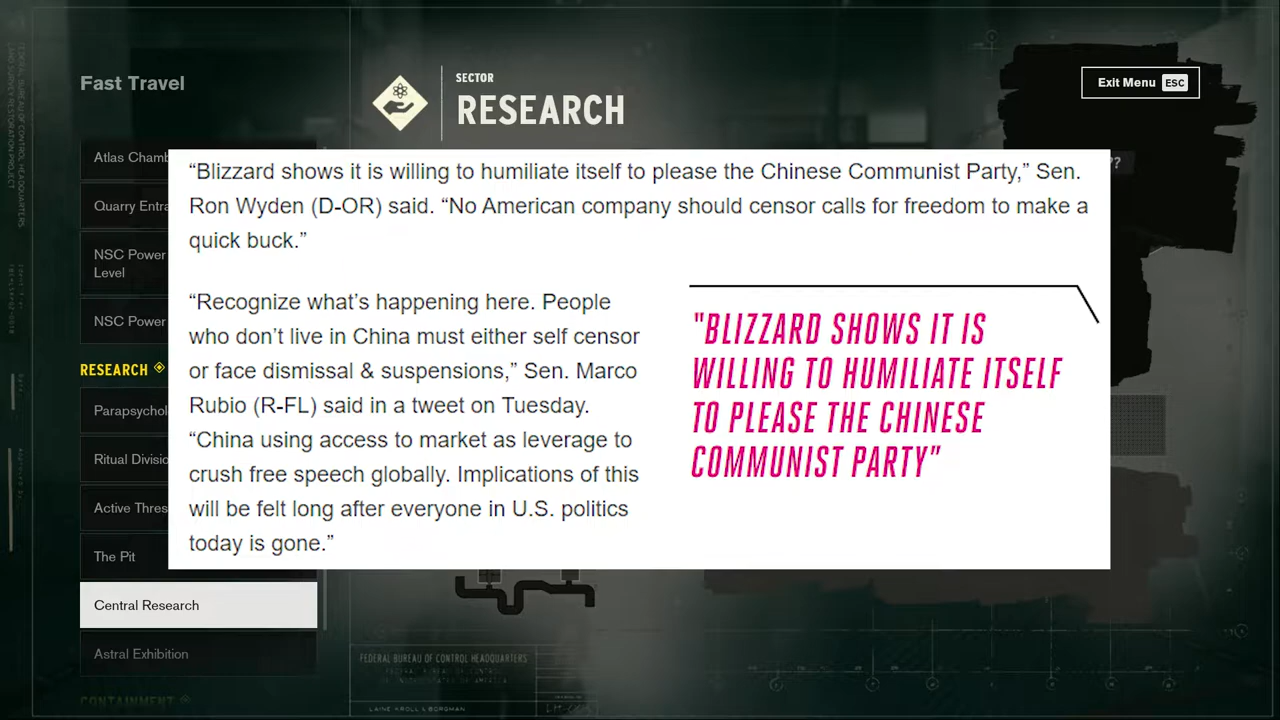 Fast Travel
SECTOR
RESEARCH
Exit Menu ESC
Atlas
Quarry
NSC Power
Level
NSC Power
RESEARCH
Active
The Pit
Central Research
Astral Exhibition
CONTAINMENT
??
“Blizzard shows it is willing to humiliate itself to please the Chinese Communist Party,” Sen.
Ron Wyden (D-OR) said. “No American company should censor calls for freedom to make a
quick buck.”
“Recognize what’s happening here. People
who don’t live in China must either self censor
or face dismissal & suspensions,” Sen. Marco
Rubio (R-FL) said in a tweet on Tuesday.
“China using access to market as leverage to
crush free speech globally. Implications of this
will be felt long after everyone in U.S. politics
today is gone.”
"BLIZZARD SHOWS IT IS
WILLING TO HUMILIATE ITSELF
TO PLEASE THE CHINESE
COMMUNIST PARTY”
FEDERAL BUREAU OF CONTROL HEADQUARTERS
LAINE KROLL & BORGMAN